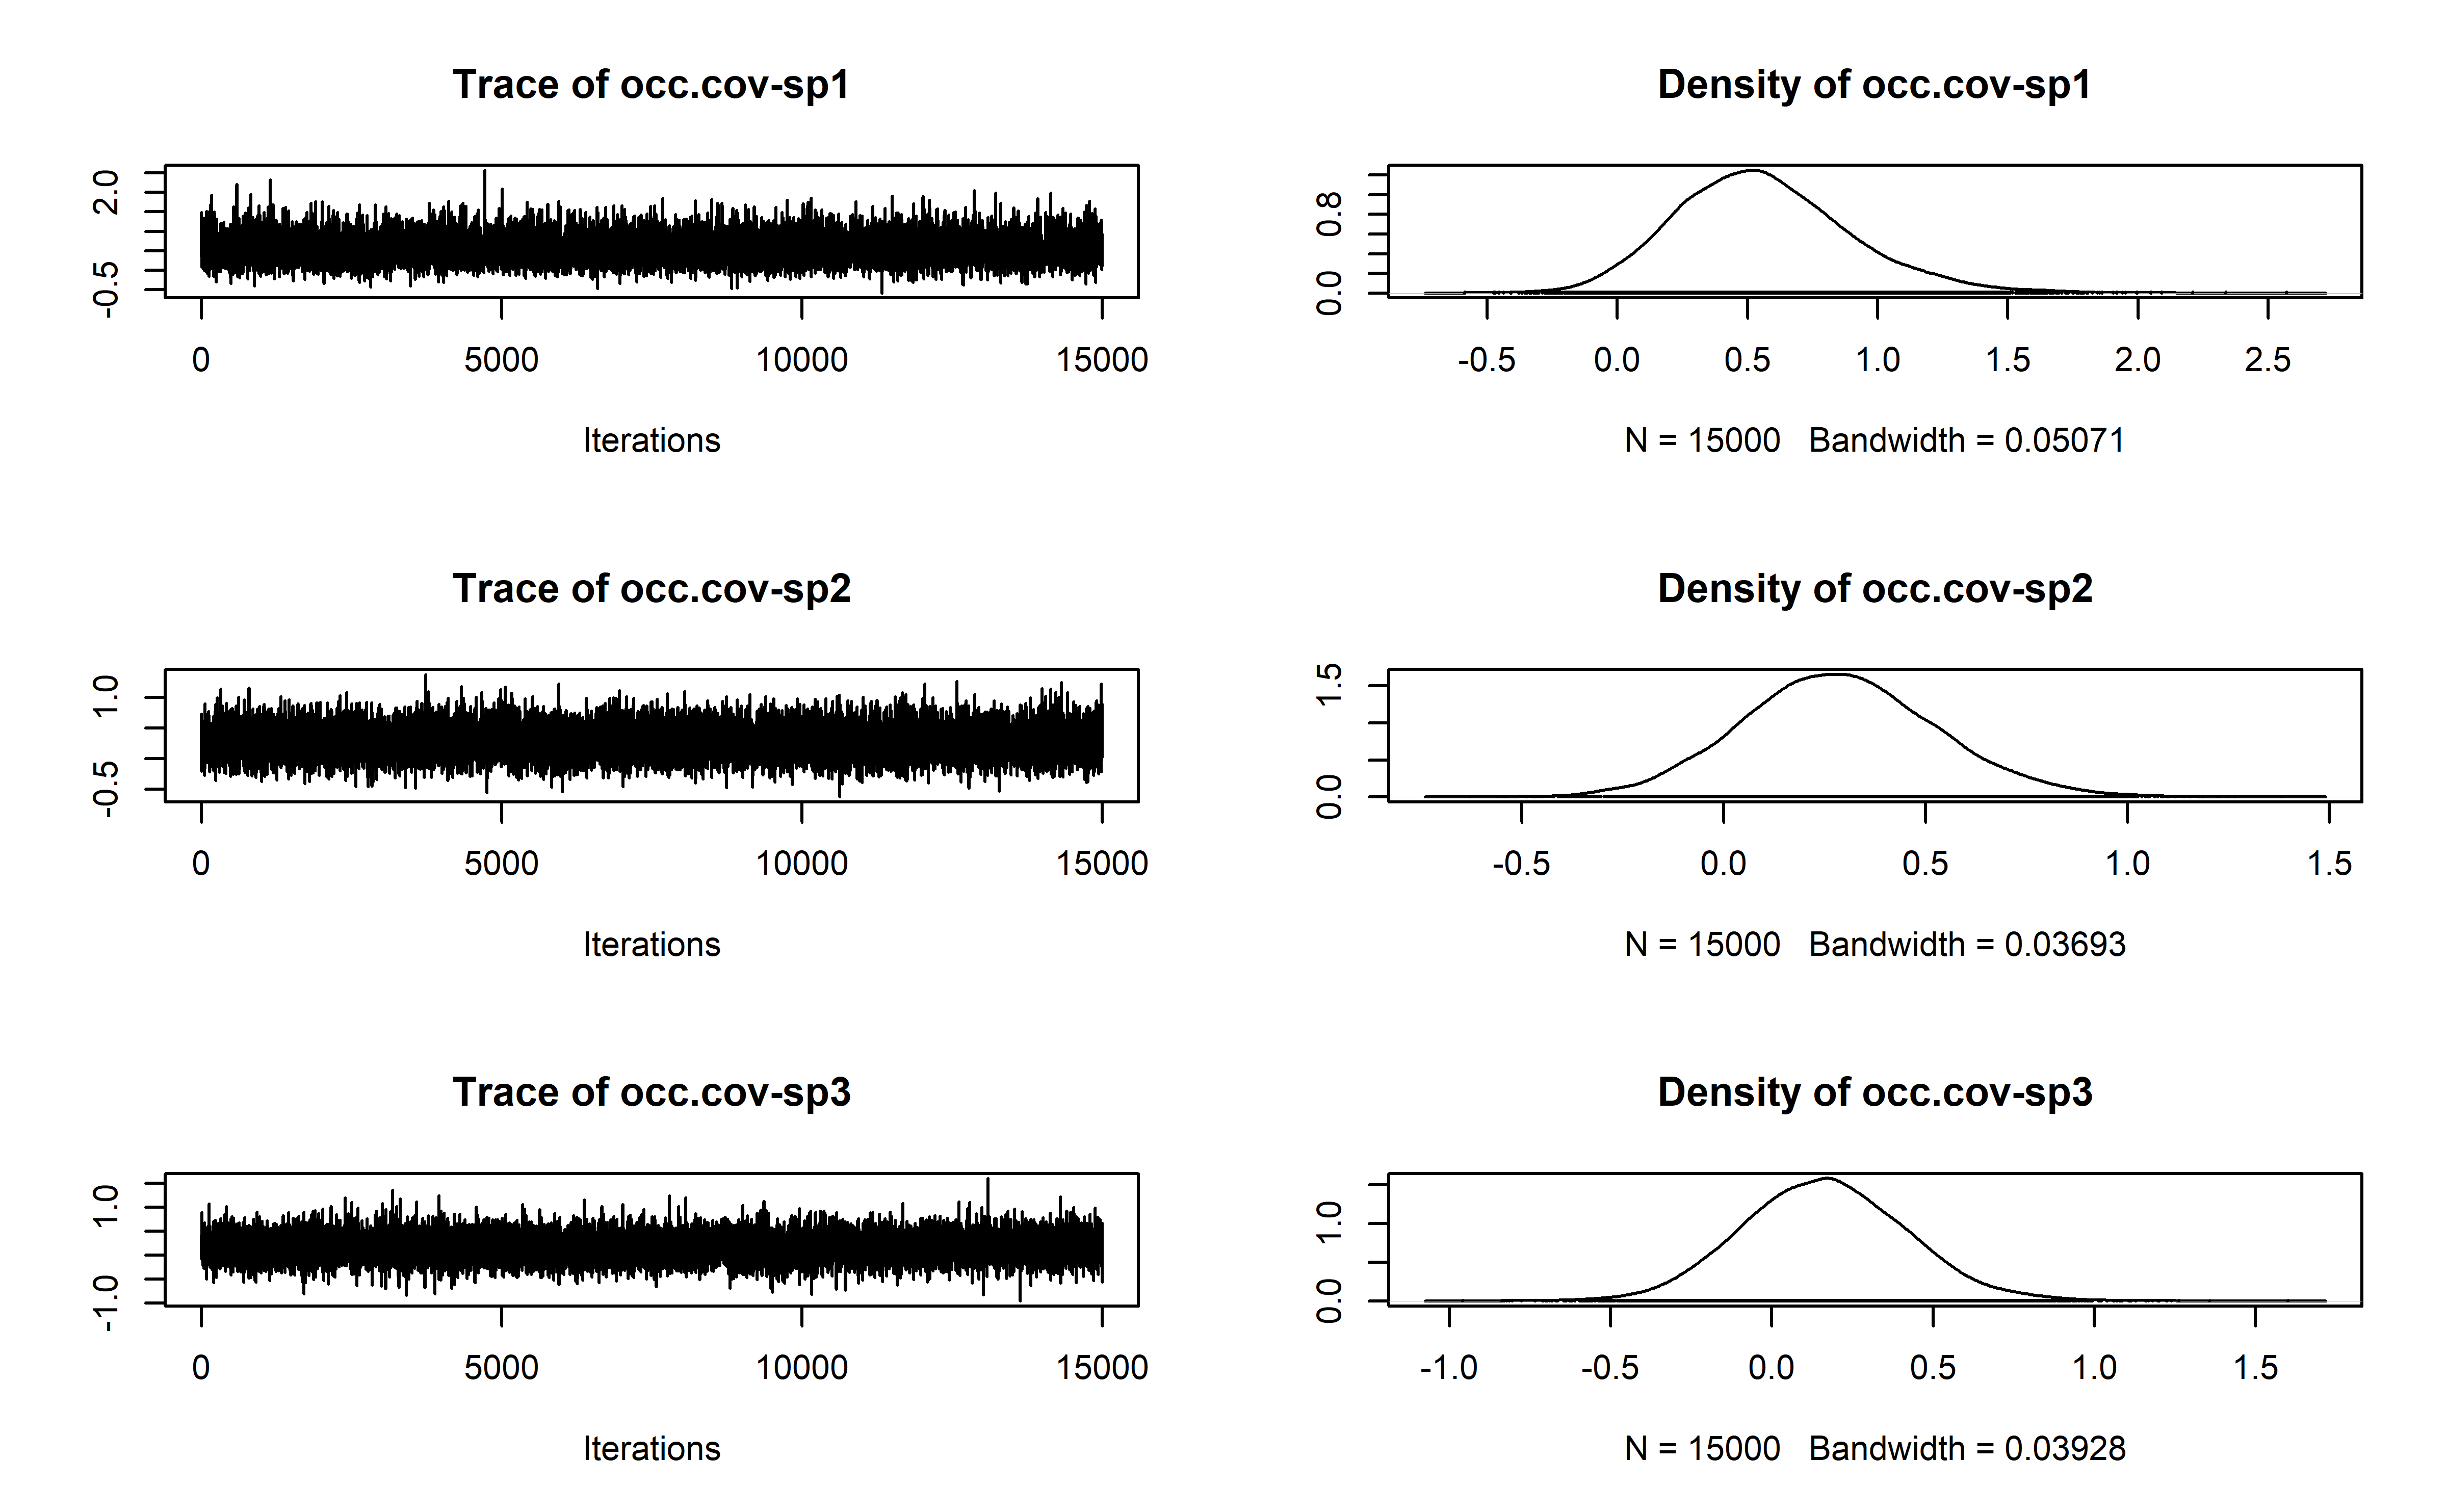 Trace of occ.cov-sp1
2.0
-0.5
0 5000 10000 15000
Iterations
Density of occ.cov-sp1
0.8
0.0
-0.5 0.0 0.5 1.0 1.5 2.0 2.5
N = 15000 Bandwidth = 0.05071
Trace of occ.cov-sp2
1.0
-0.5
0 5000 10000 15000
Iterations
Density of occ.cov-sp2
1.5
0.0
-0.5 0.0 0.5 1.0 1.5
N = 15000 Bandwidth = 0.03693
Trace of occ.cov-sp3
1.0
-1.0
0 5000 10000 15000
Iterations
Density of occ.cov-sp3
1.0
0.0
-1.0 -0.5 0.0 0.5 1.0 1.5
N = 15000 Bandwidth = 0.03928